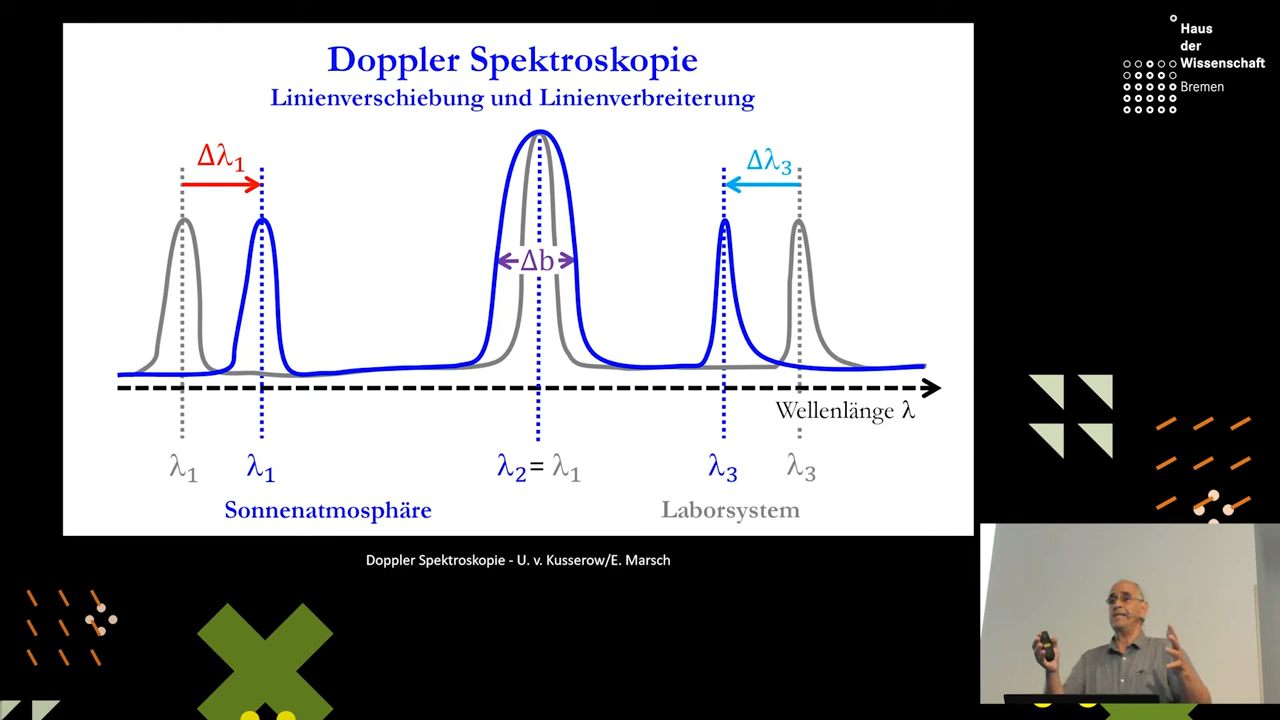 Doppler Spektroskopie
Linienverschiebung und Linienverbreiterung
Δλ1
Δλ3
Δb
Wellenlänge λ
λ1 λ1 λ2 = λ1 λ3 λ3
Sonnenatmosphäre Laborsystem
Doppler Spektroskopie - U. v. Kusserow/E. Marsch
Haus
der
Wissenschaft
Bremen